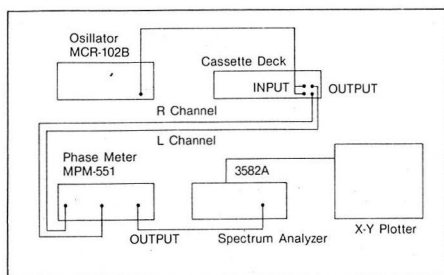 Osillator
MCR-102B
Cassette Deck
INPUT
OUTPUT
R Channel
L Channel
Phase Meter
MPM-551
3582A
OUTPUT
Spectrum Analyzer
X-Y Plotter